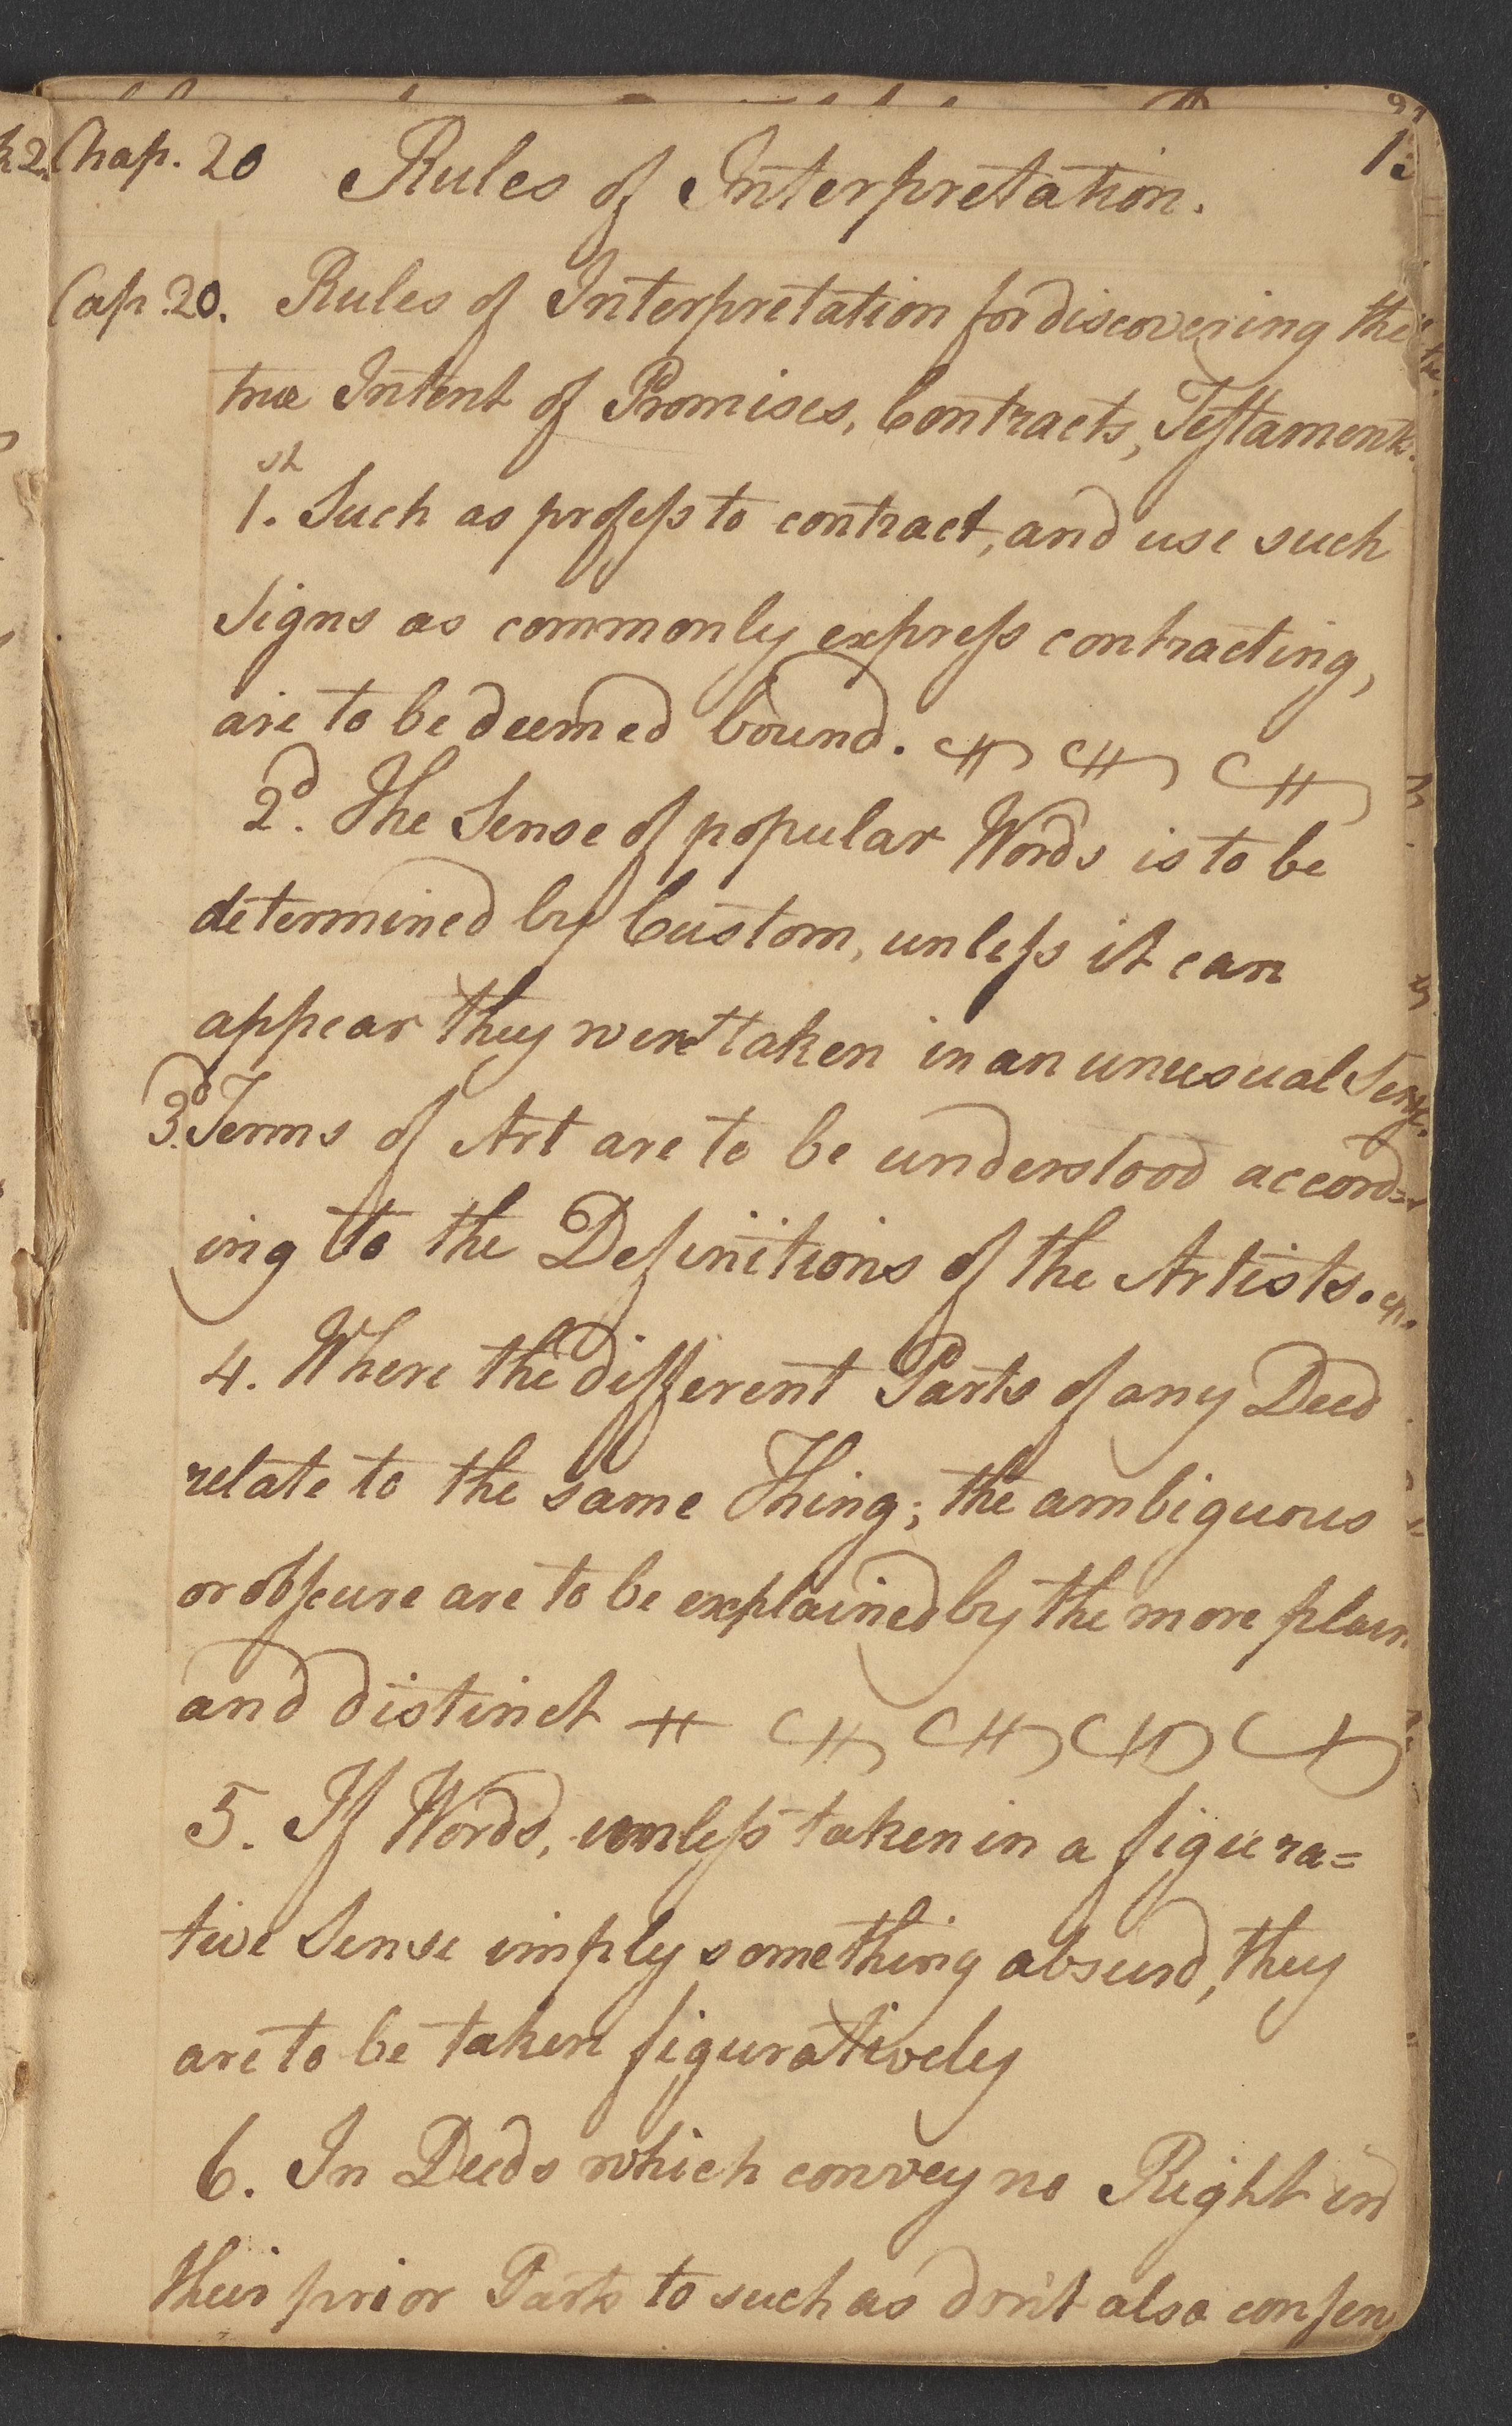 Chap. 20 Rules of Interpretation.
Cap. 20. Rules of Interpretation for discovering the
true Intent of Promises, Contracts, Testaments.
1.st Such as profess to contract, and use such
Signs as commonly express contracting,
are to be deemed bound.
2.d The Sense of popular Words is to be
determined by Custom, unless it can
appear they were taken in an unusual Sense.
3.d Terms of Art are to be understood accord=
ing to the Definitions of the Artists.
4. Where the different Parts of any Deed
relate to the same Thing; the ambiguous
or obscure are to be explained by the more plain
and distinct
5. If Words, unless taken in a figura=
tive Sense imply something absurd, they
are to be taken figuratively
6. In Deeds which convey no Right in
their prior Parts to such as don't also consen